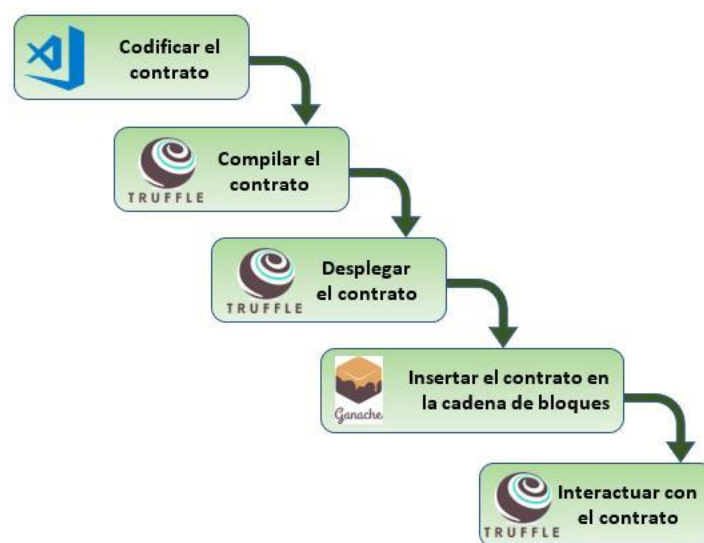 Codificar el
contrato
Compilar el
contrato
TRUFFLE
Desplegar
el contrato
TRUFFLE
Insertar el contrato en
la cadena de bloques
Ganache
Interactuar con
el contrato
TRUFFLE